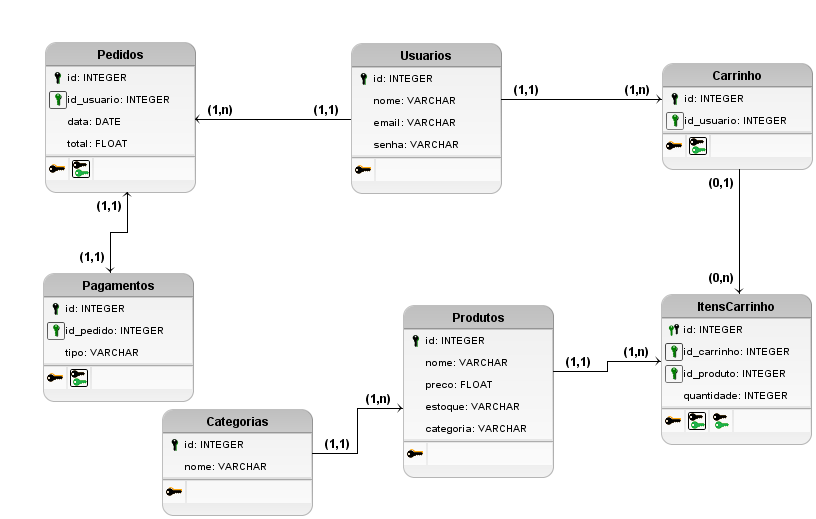 Pedidos
id: INTEGER
id_usuario: INTEGER
data: DATE
total: FLOAT
(1,n)
(1,1)
Usuarios
id: INTEGER
nome: VARCHAR
email: VARCHAR
senha: VARCHAR
(1,1)
(1,n)
Carrinho
id: INTEGER
id_usuario: INTEGER
(0,1)
(0,n)
(1,1)
(1,1)
Pagamentos
id: INTEGER
id_pedido: INTEGER
tipo: VARCHAR
Categorias
id: INTEGER
nome: VARCHAR
(1,1)
(1,n)
Produtos
id: INTEGER
nome: VARCHAR
preco: FLOAT
estoque: VARCHAR
categoria: VARCHAR
(1,1)
(1,n)
ItensCarrinho
id: INTEGER
id_carrinho: INTEGER
id_produto: INTEGER
quantidade: INTEGER